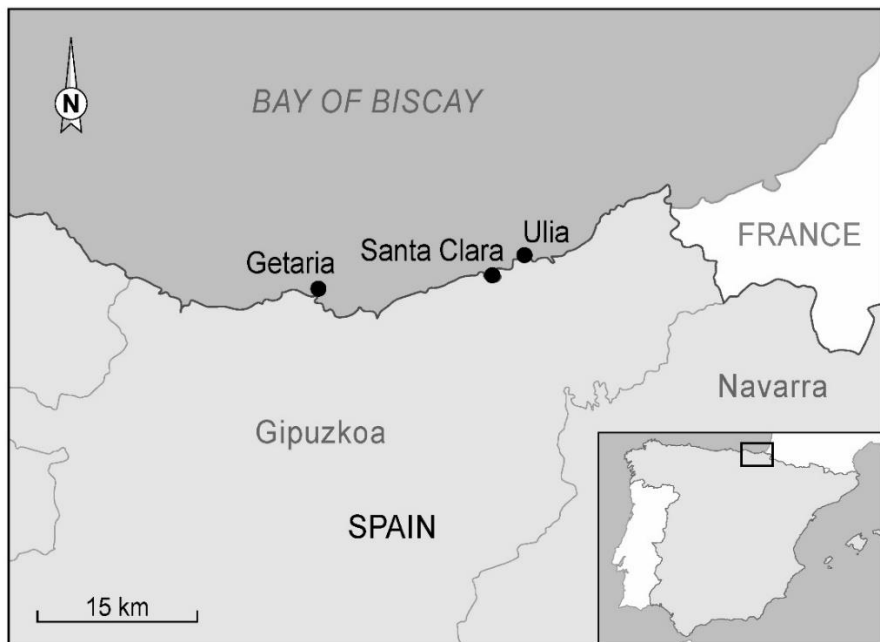 N
BAY OF BISCAY
Ulia
Santa Clara
FRANCE
Getaria
Navarra
Gipuzkoa
SPAIN
15 km